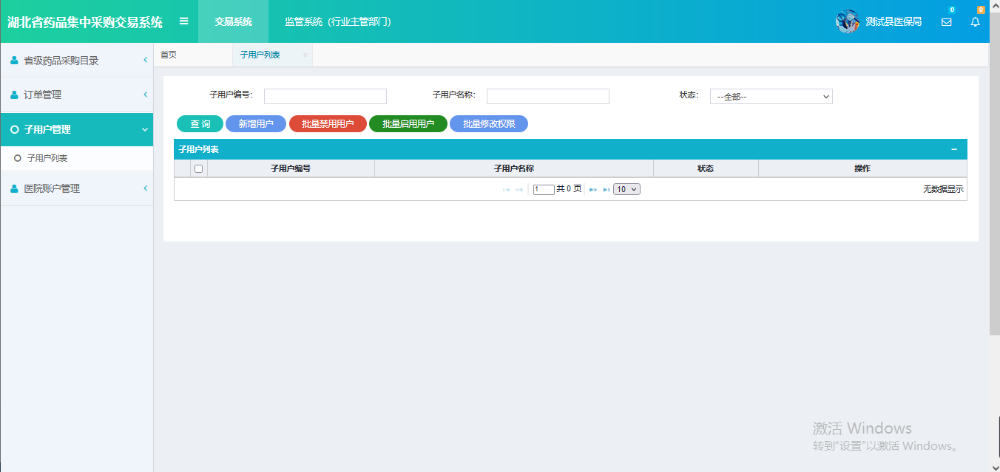 湖北省药品集中采购交易系统
交易系统
监管系统（行业主管部门）
测试县医保局
0
0
省级药品采购目录
订单管理
子用户管理
子用户列表
医院账户管理
首页
子用户列表
子用户编号：
子用户名称：
状态：
--全部--
查 询
新增用户
批量禁用用户
批量启用用户
批量修改权限
子用户列表
子用户编号
子用户名称
状态
操作
1 共 0 页 10
无数据显示
激活 Windows
转到“设置”以激活 Windows。